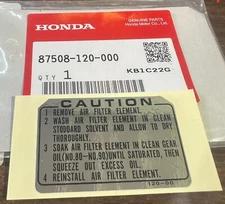 HONDA
GENUINE PARTS
Honda Motor Co., Ltd.
87508-120-000
QTY 1
KB1C22G
CAUTION
1 REMOVE AIR FILTER ELEMENT.
2 WASH AIR FILTER ELEMENT IN CLEAN
STODDARD SOLVENT AND ALLOW TO DRY
THOROUGHLY.
3 SOAK AIR FILTER ELEMENT IN CLEAN GEAR
OIL (NO.80-NO.90) UNTIL SATURATED, THEN
SQUEEZE OUT EXCESS OIL.
4 REINSTALL AIR FILTER ELEMENT.
120-00